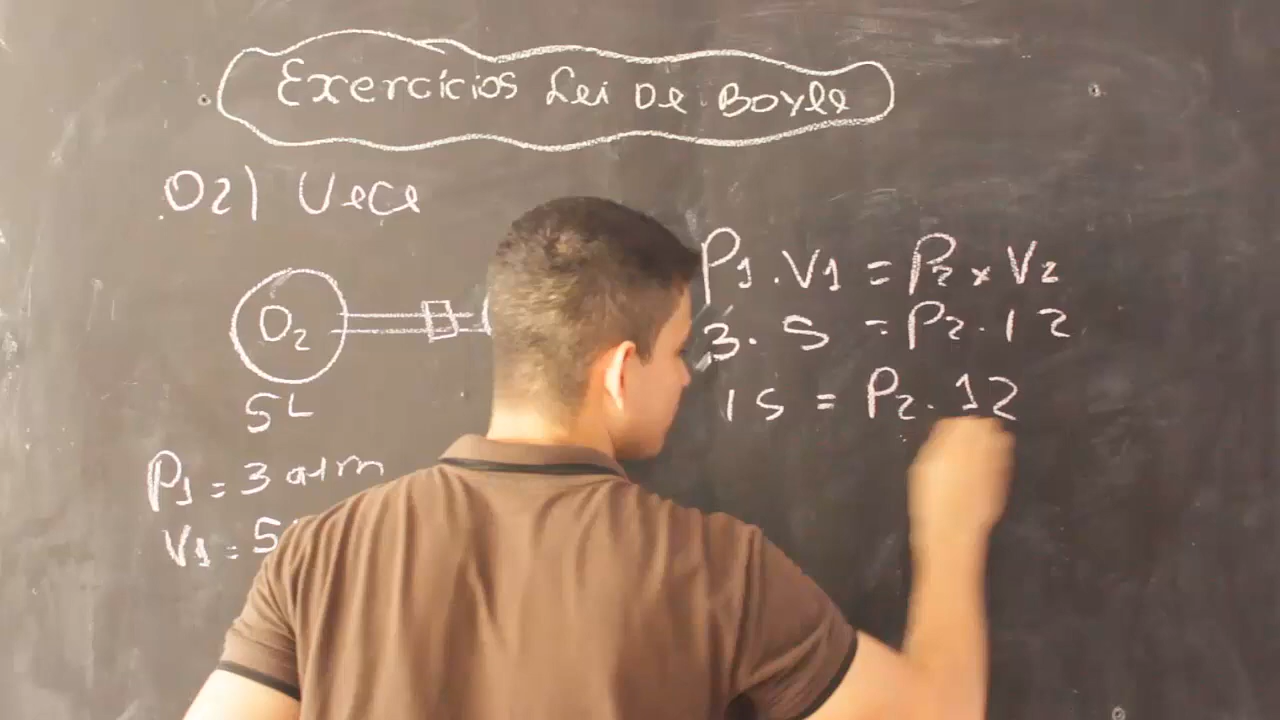 Exercícios Lei De Boyle
02) Uece
O2
5L
P1 = 3 atm
V1 = 5
P1 . V1 = P2 x V2
3 . 5 = P2 . 12
15 = P2 . 12